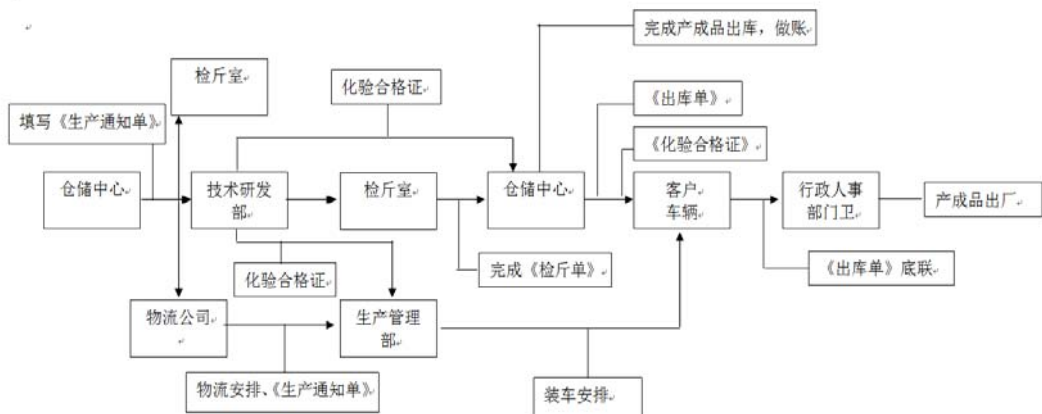 完成产成品出库，做账
检斤室
化验合格证
《出库单》
填写《生产通知单》
《化验合格证》
仓储中心
技术研发
部
检斤室
仓储中心
客户
车辆
行政人事
部门卫
产成品出厂
化验合格证
完成《检斤单》
《出库单》底联
物流公司
生产管理
部
物流安排、《生产通知单》
装车安排